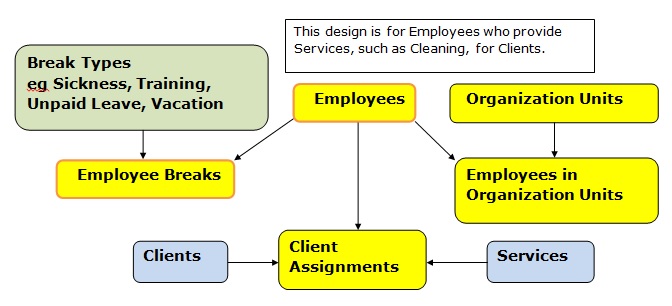 This design is for Employees who provide
Services, such as Cleaning, for Clients.
Break Types
eg Sickness, Training,
Unpaid Leave, Vacation
Employees
Organization Units
Employee Breaks
Employees in
Organization Units
Clients
Client
Assignments
Services